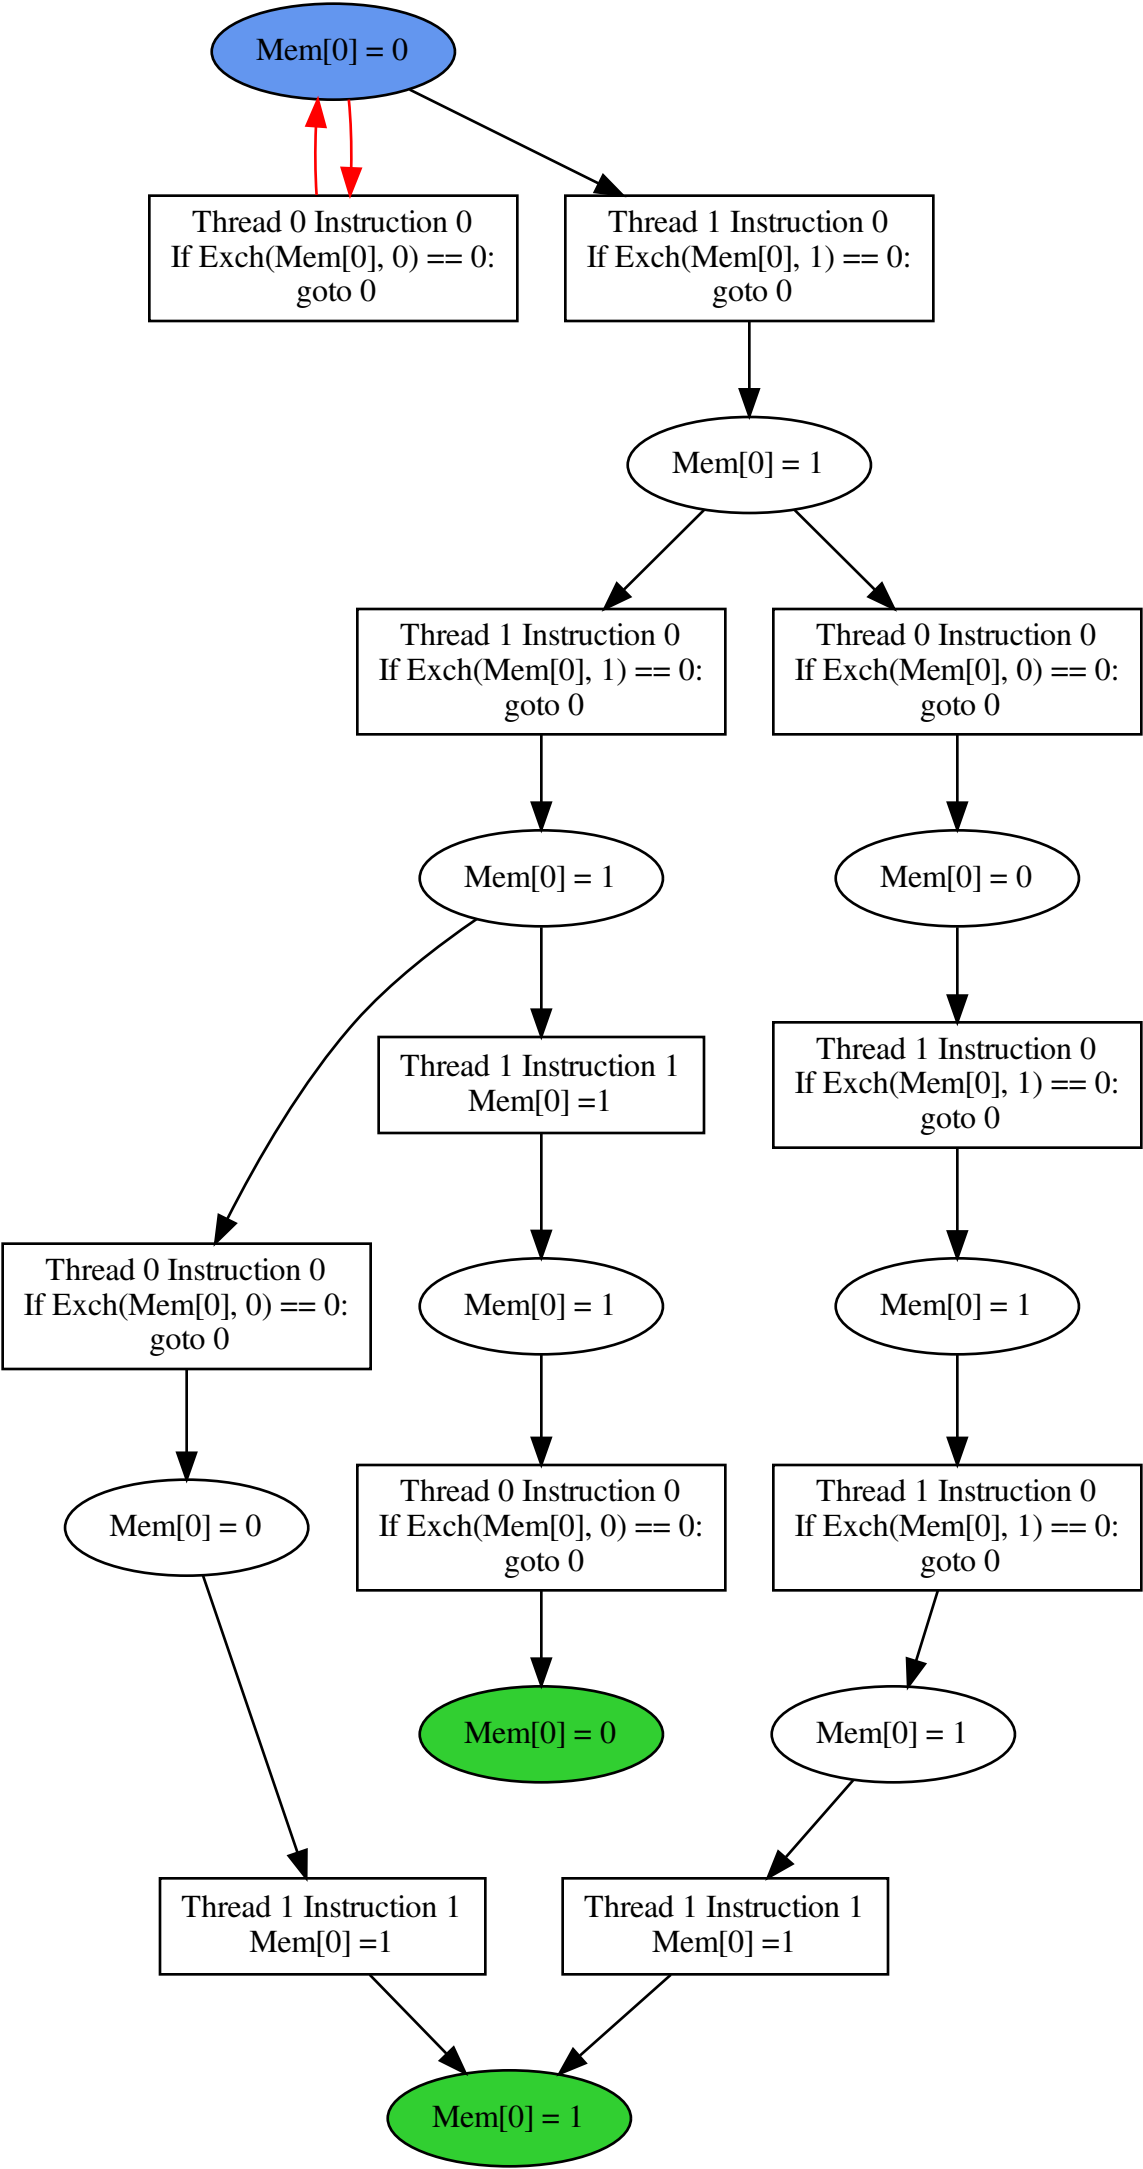 Mem[0] = 0
Thread 0 Instruction 0
If Exch(Mem[0], 0) == 0:
goto 0
Thread 1 Instruction 0
If Exch(Mem[0], 1) == 0:
goto 0
Mem[0] = 1
Thread 1 Instruction 0
If Exch(Mem[0], 1) == 0:
goto 0
Thread 0 Instruction 0
If Exch(Mem[0], 0) == 0:
goto 0
Mem[0] = 1
Mem[0] = 0
Thread 1 Instruction 1
Mem[0] =1
Thread 1 Instruction 0
If Exch(Mem[0], 1) == 0:
goto 0
Thread 0 Instruction 0
If Exch(Mem[0], 0) == 0:
goto 0
Mem[0] = 1
Mem[0] = 1
Mem[0] = 0
Thread 0 Instruction 0
If Exch(Mem[0], 0) == 0:
goto 0
Thread 1 Instruction 0
If Exch(Mem[0], 1) == 0:
goto 0
Mem[0] = 0
Mem[0] = 1
Thread 1 Instruction 1
Mem[0] =1
Thread 1 Instruction 1
Mem[0] =1
Mem[0] = 1